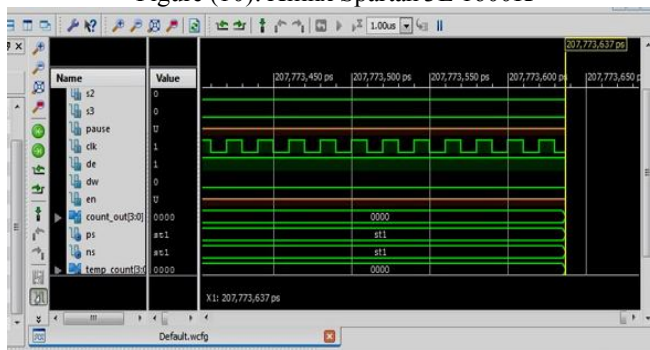 Figure (10): Xilinx Spartan 3E 1600K
1.00us
207,773,637 ps
Name Value 207,773,450 ps 207,773,500 ps 207,773,550 ps 207,773,600 ps 207,773,650 p
s2 0
s3 0
pause U
clk 1
de 1
dw 0
en U
count_out[3:0] 0000 0000
ps st1 st1
ns st1 st1
temp_count[3:0 0000 0000
X1: 207,773,637 ps
Default.wcfg